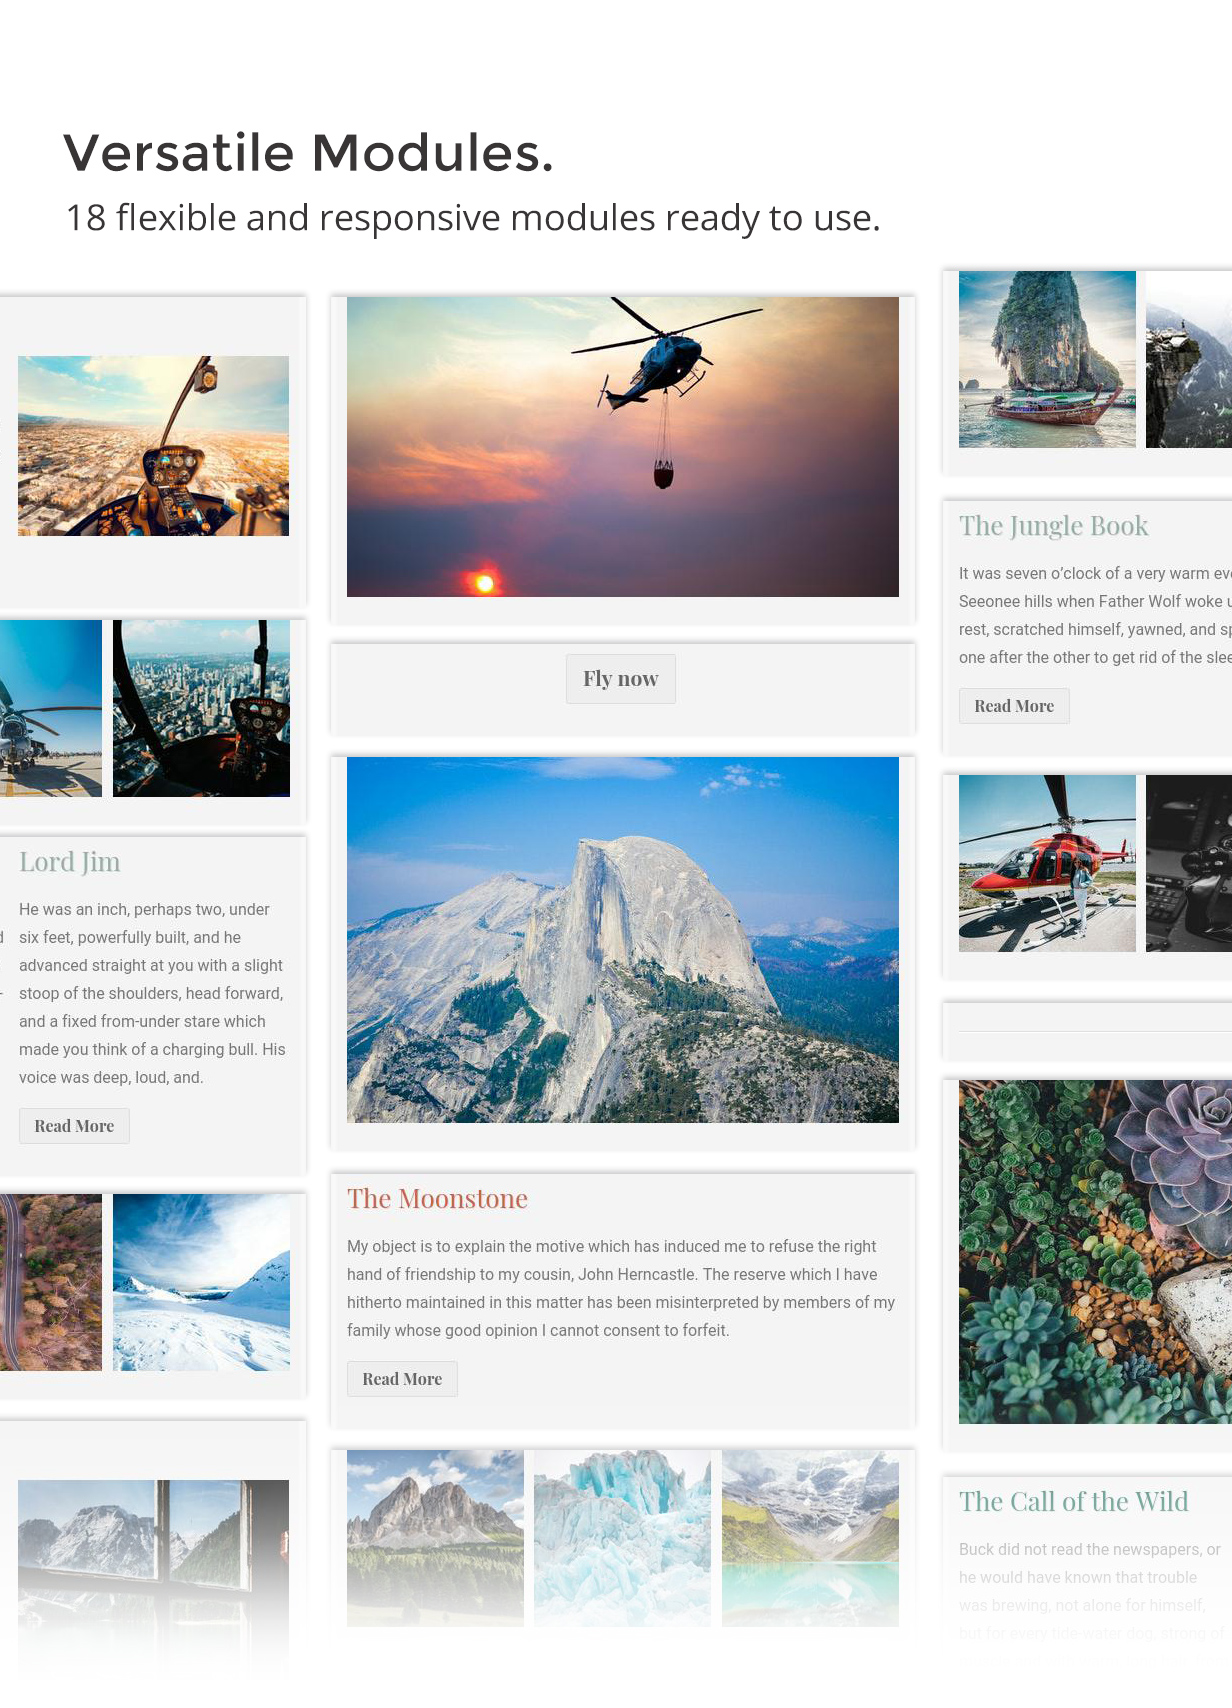 Versatile Modules.
18 flexible and responsive modules ready to use.
Lord Jim
He was an inch, perhaps two, under
six feet, powerfully built, and he
advanced straight at you with a slight
stoop of the shoulders, head forward,
and a fixed from-under stare which
made you think of a charging bull. His
voice was deep, loud, and.
Read More
Fly now
The Moonstone
My object is to explain the motive which has induced me to refuse the right
hand of friendship to my cousin, John Herncastle. The reserve which I have
hitherto maintained in this matter has been misinterpreted by members of my
family whose good opinion I cannot consent to forfeit.
Read More
The Jungle Book
It was seven o’clock of a very warm
Seeonee hills when Father Wolf woke
rest, scratched himself, yawned, and
one after the other to get rid of the
Read More
The Call of the Wild
Buck did not read the newspapers, or
he would have known that trouble
was brewing, not alone for himself,
but for every tide-water dog, strong of